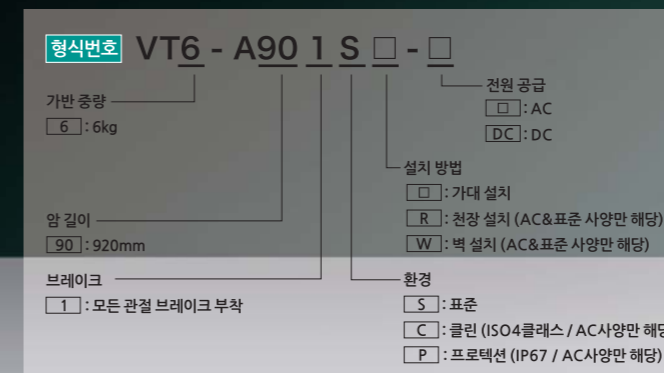 형식번호 VT6 - A90 1 S □ - □
전원 공급
□ : AC
DC : DC
가반 중량
6 : 6kg
설치 방법
□ : 가대 설치
R : 천장 설치 (AC&표준 사양만 해당)
W : 벽 설치 (AC&표준 사양만 해당)
암 길이
90 : 920mm
브레이크
1 : 모든 관절 브레이크 부착
환경
S : 표준
C : 클린 (ISO4클래스 / AC사양만 해당
P : 프로텍션 (IP67 / AC사양만 해당)